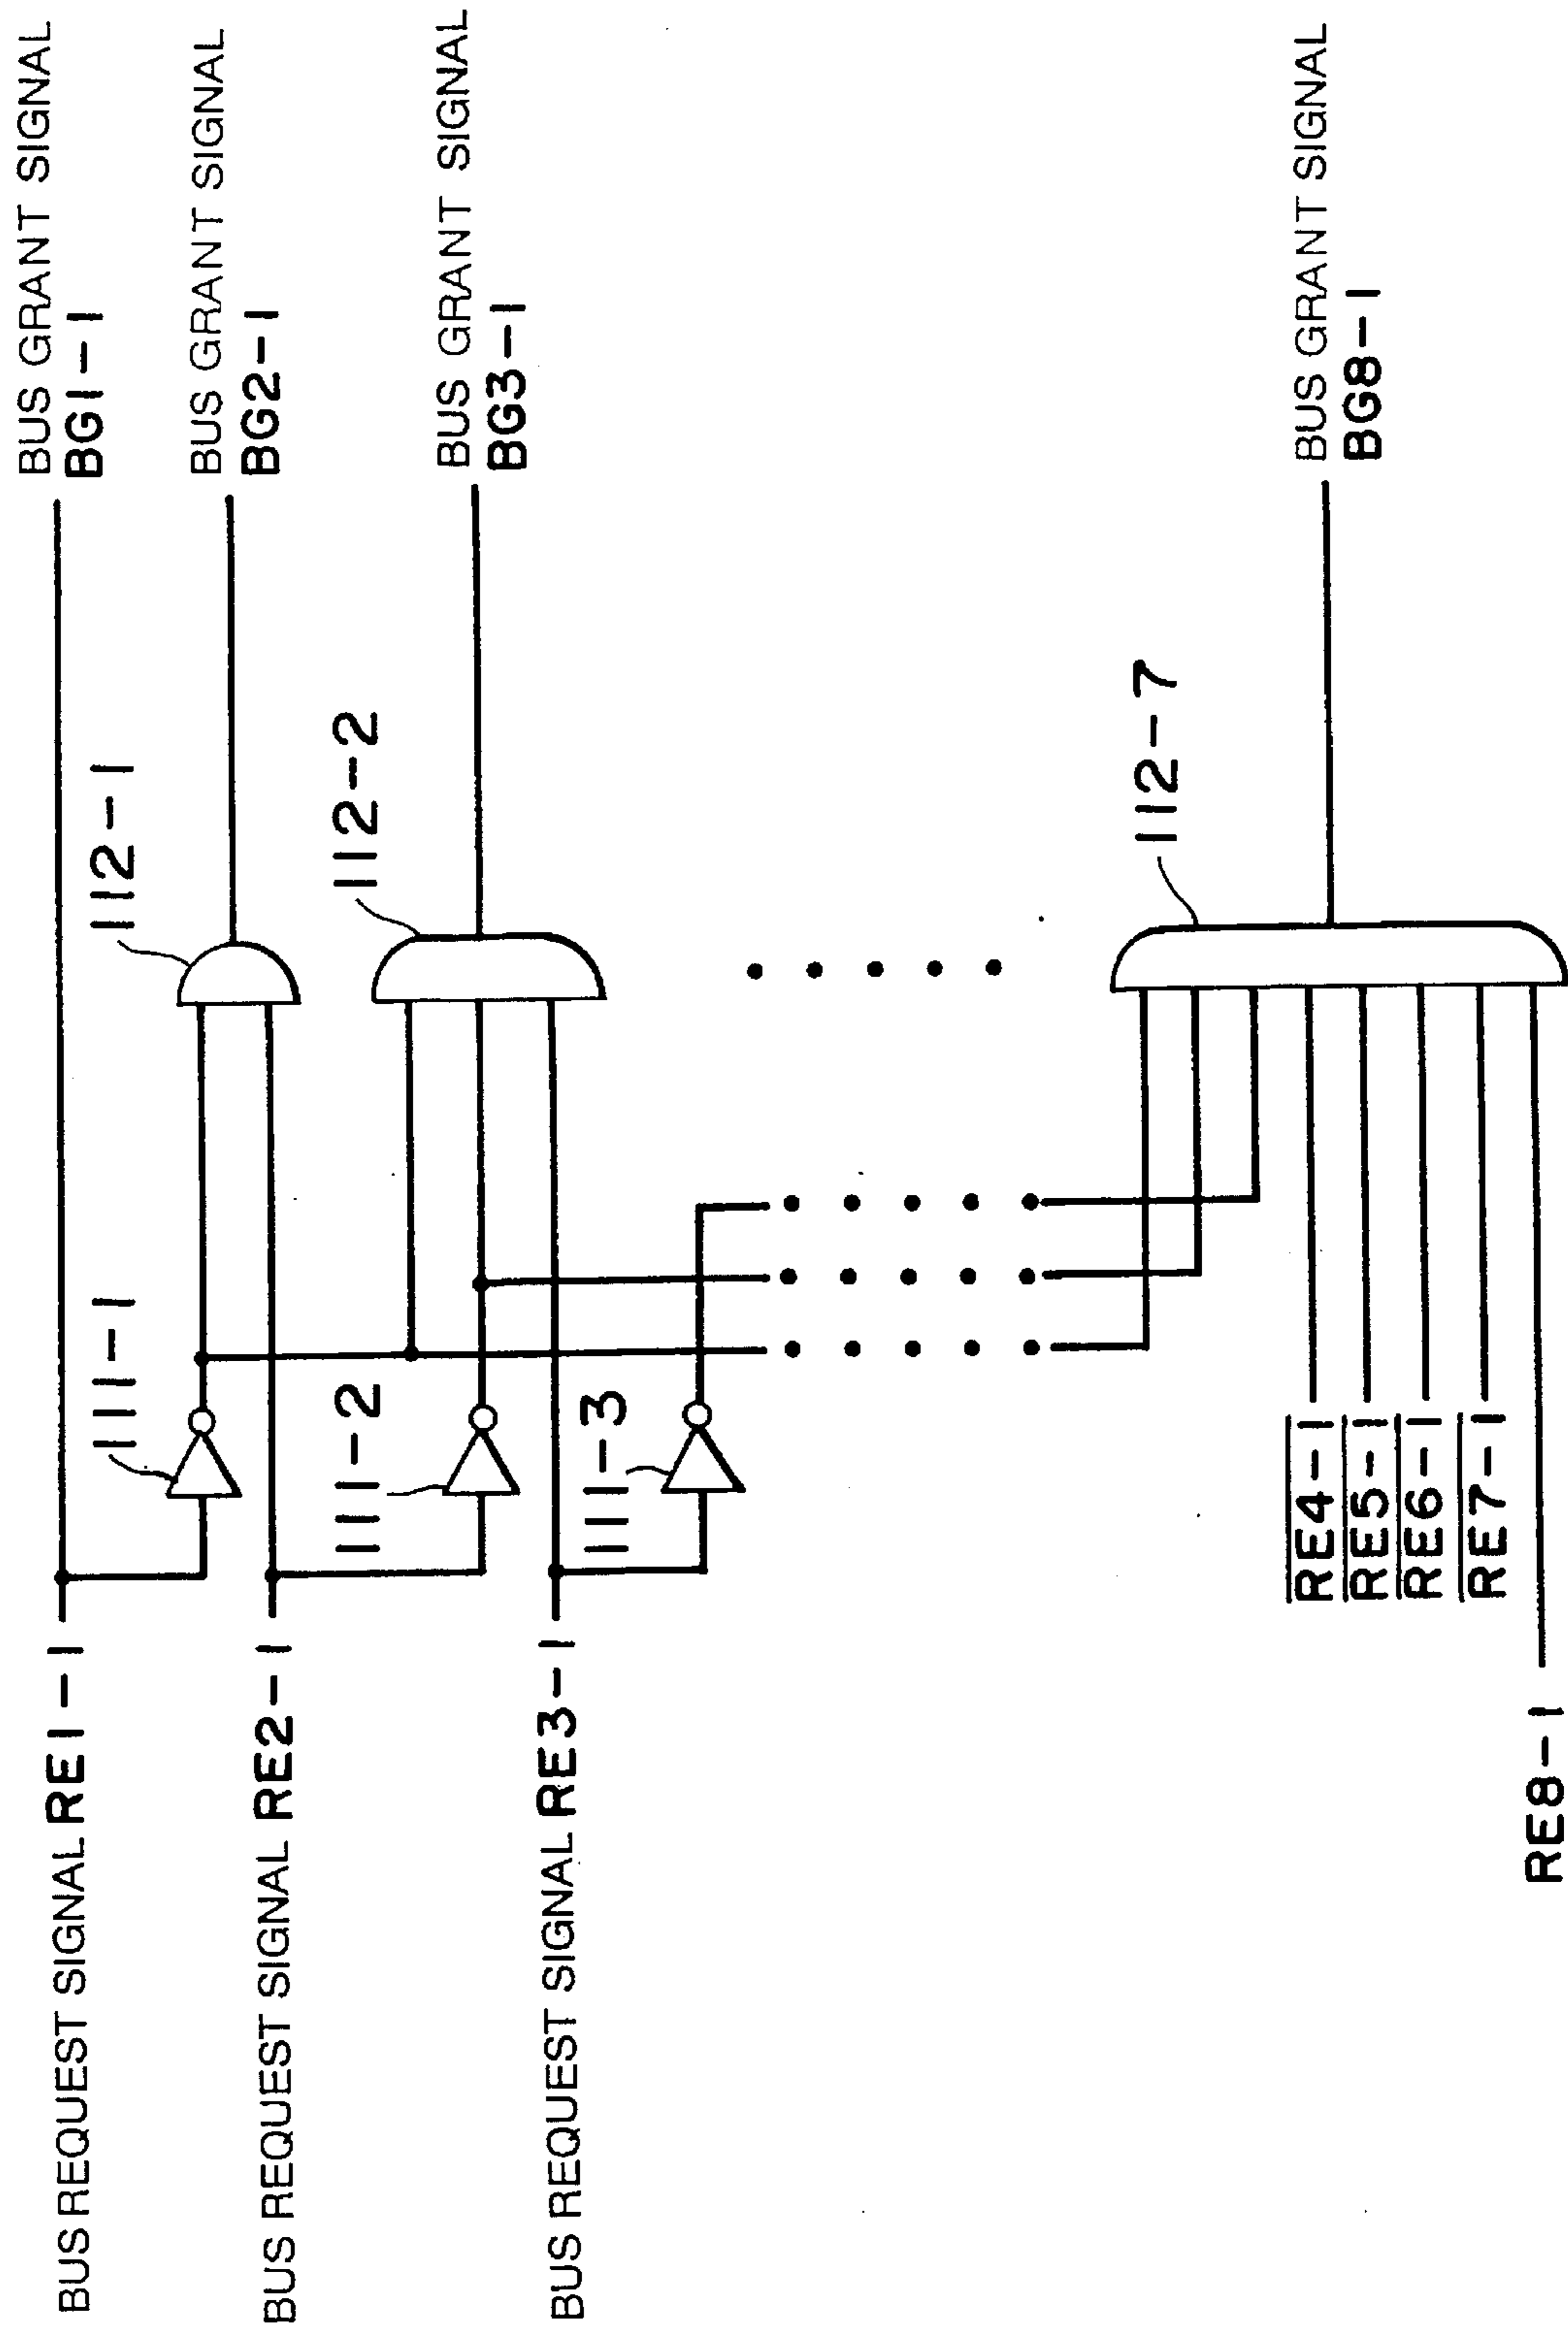 BUS GRANT SIGNAL
BG1-1
BUS GRANT SIGNAL
BG2-1
BUS GRANT SIGNAL
BG3-1
BUS GRANT SIGNAL
BG8-1
112-1
112-2
112-7
111-1
111-2
111-3
BUS REQUEST SIGNAL RE1-1
BUS REQUEST SIGNAL RE2-1
BUS REQUEST SIGNAL RE3-1
RE4-1
RE5-1
RE6-1
RE7-1
RE8-1